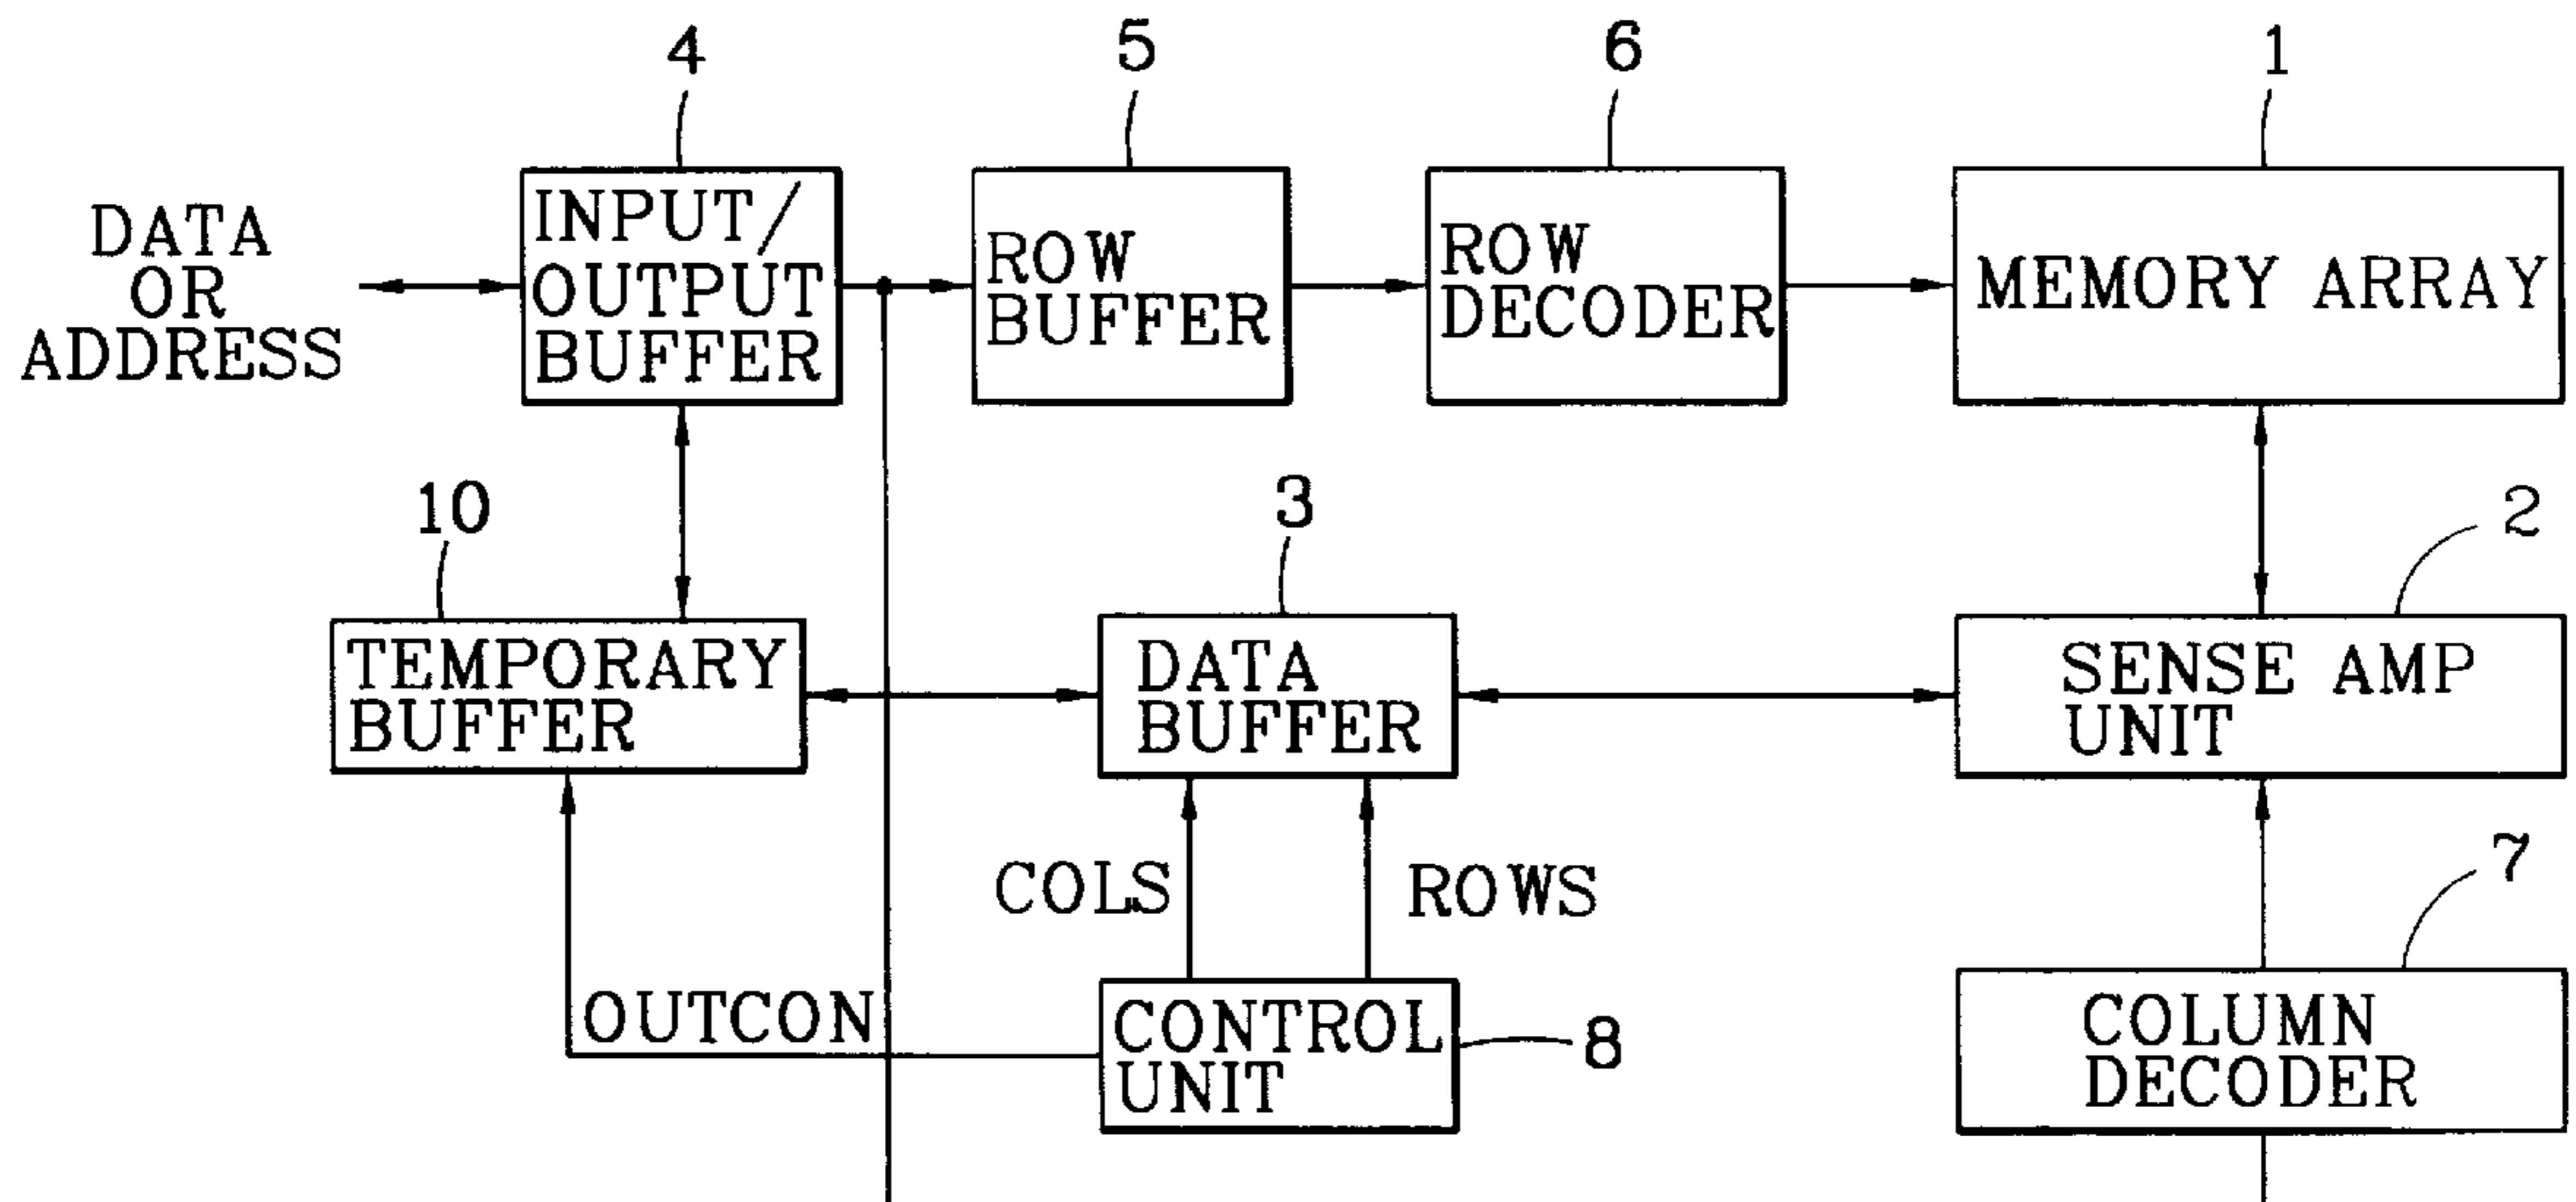 4
5
6
1
DATA
OR
ADDRESS
INPUT/
OUTPUT
BUFFER
ROW
BUFFER
ROW
DECODER
MEMORY ARRAY
10
3
2
TEMPORARY
BUFFER
DATA
BUFFER
SENSE AMP
UNIT
COLS
ROWS
7
OUTCON
CONTROL
UNIT
8
COLUMN
DECODER